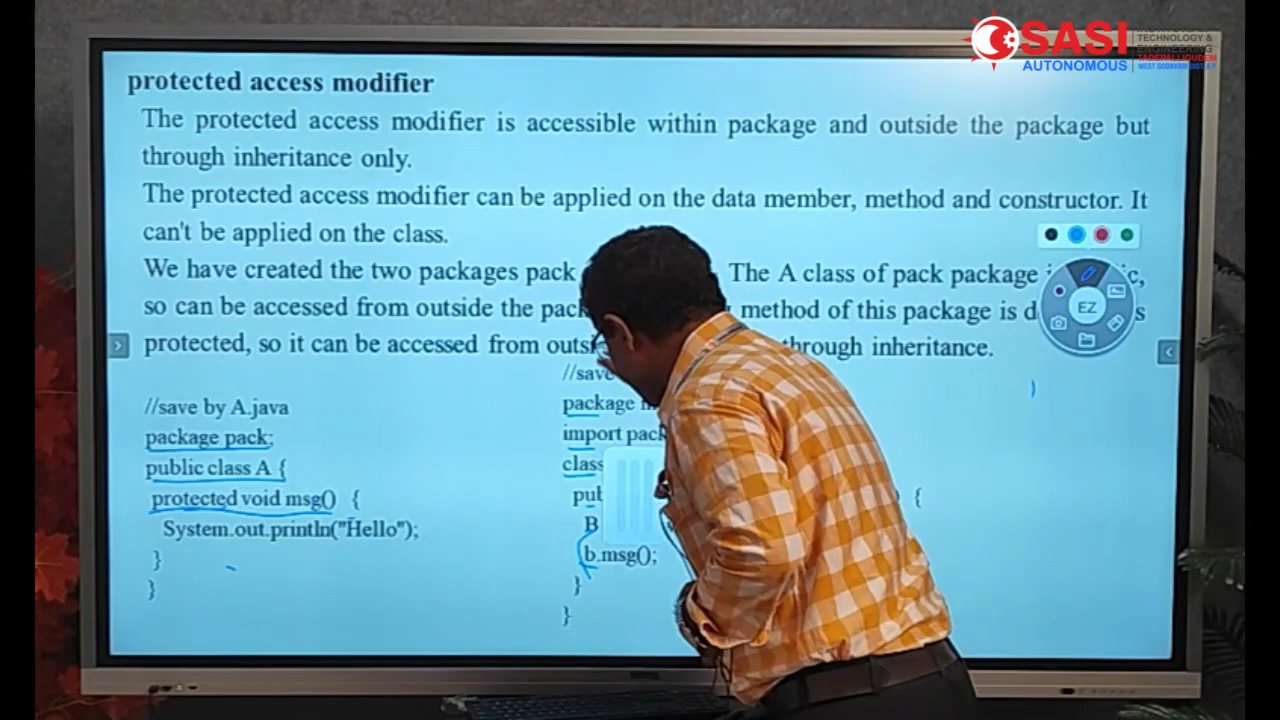 SASI
TECHNOLOGY &
ENGINEERING
TADEPALLIGUDEM
AUTONOMOUS
protected access modifier
The protected access modifier is accessible within package and outside the package but
through inheritance only.
The protected access modifier can be applied on the data member, method and constructor. It
can't be applied on the class.
We have created the two packages pack The A class of pack package
so can be accessed from outside the method of this package is
protected, so it can be accessed from through inheritance.
//save by A.java
package pack;
public class A {
protected void msg() {
System.out.println("Hello");
}
}
//save
package
import
class
{
B
b.msg();
}
}
EZ